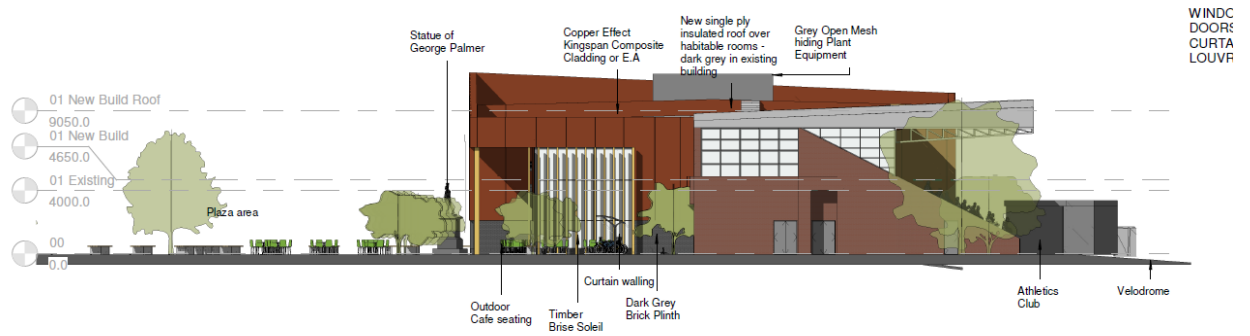 WINDO
DOORS
CURTA
LOUVR
Statue of
George Palmer
Copper Effect
Kingspan Composite
Cladding or E.A
New single ply
insulated roof over
habitable rooms -
dark grey in existing
building
Grey Open Mesh
hiding Plant
Equipment
01 New Build Roof
9050.0
01 New Build
4650.0
01 Existing
4000.0
Plaza area
00
0.0
Outdoor
Cafe seating
Timber
Brise Soleil
Curtain walling
Dark Grey
Brick Plinth
Athletics
Club
Velodrome